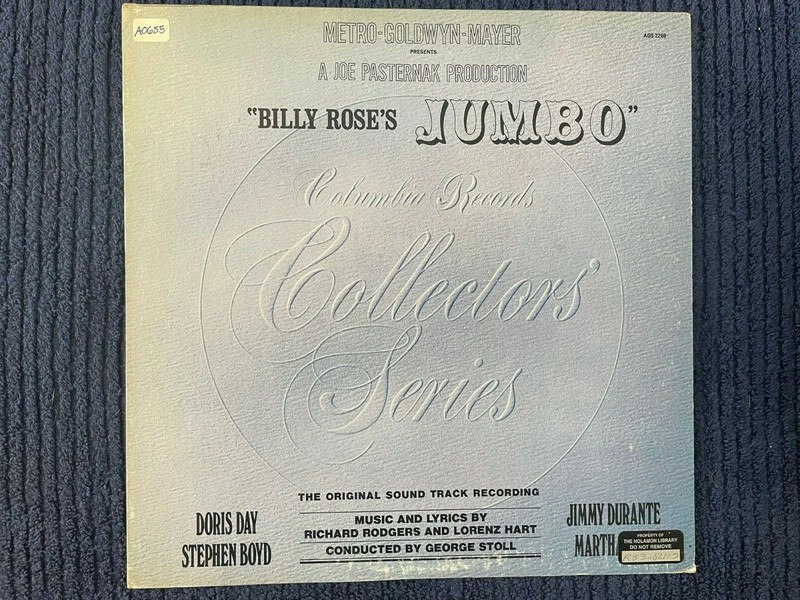 A0655
METRO-GOLDWYN-MAYER
AOS 2260
PRESENTS
A JOE PASTERNAK PRODUCTION
"BILLY ROSE'S JUMBO"
Columbia Records
Collectors'
Series
THE ORIGINAL SOUND TRACK RECORDING
MUSIC AND LYRICS BY
RICHARD RODGERS AND LORENZ HART
CONDUCTED BY GEORGE STOLL
DORIS DAY
STEPHEN BOYD
JIMMY DURANTE
MARTH
PROPERTY OF
THE NOLAMON LIBRARY
DO NOT REMOVE